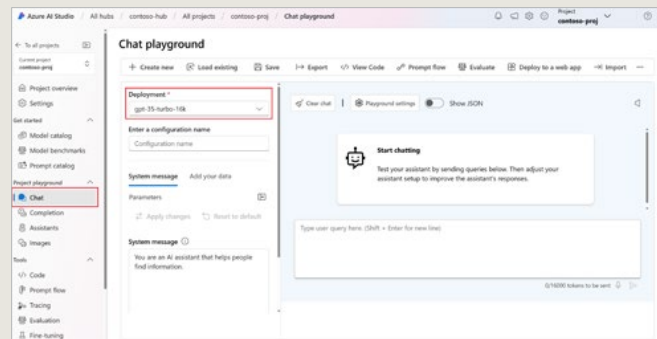 Azure AI Studio / All hubs / contoso-hub / All projects / contoso-proj / Chat playground
Project
contoso-proj
To all projects
Current project
contoso-proj
Project overview
Settings
Get started
Model catalog
Model benchmarks
Prompt catalog
Project playground
Chat
Completion
Assistants
Images
Tools
Code
Prompt flow
Tracing
Evaluation
Fine-tuning
Chat playground
+ Create new
Load existing
Save
Export
View Code
Prompt flow
Evaluate
Deploy to a web app
Import
Deployment *
gpt-35-turbo-16k
Enter a configuration name
Configuration name
System message
Add your data
Parameters
Apply changes
Reset to default
System message
You are an AI assistant that helps people
find information.
Clear chat
Playground settings
Show JSON
Start chatting
Test your assistant by sending queries below. Then adjust your
assistant setup to improve the assistant's responses.
Type user query here. (Shift + Enter for new line)
0/16000 tokens to be sent